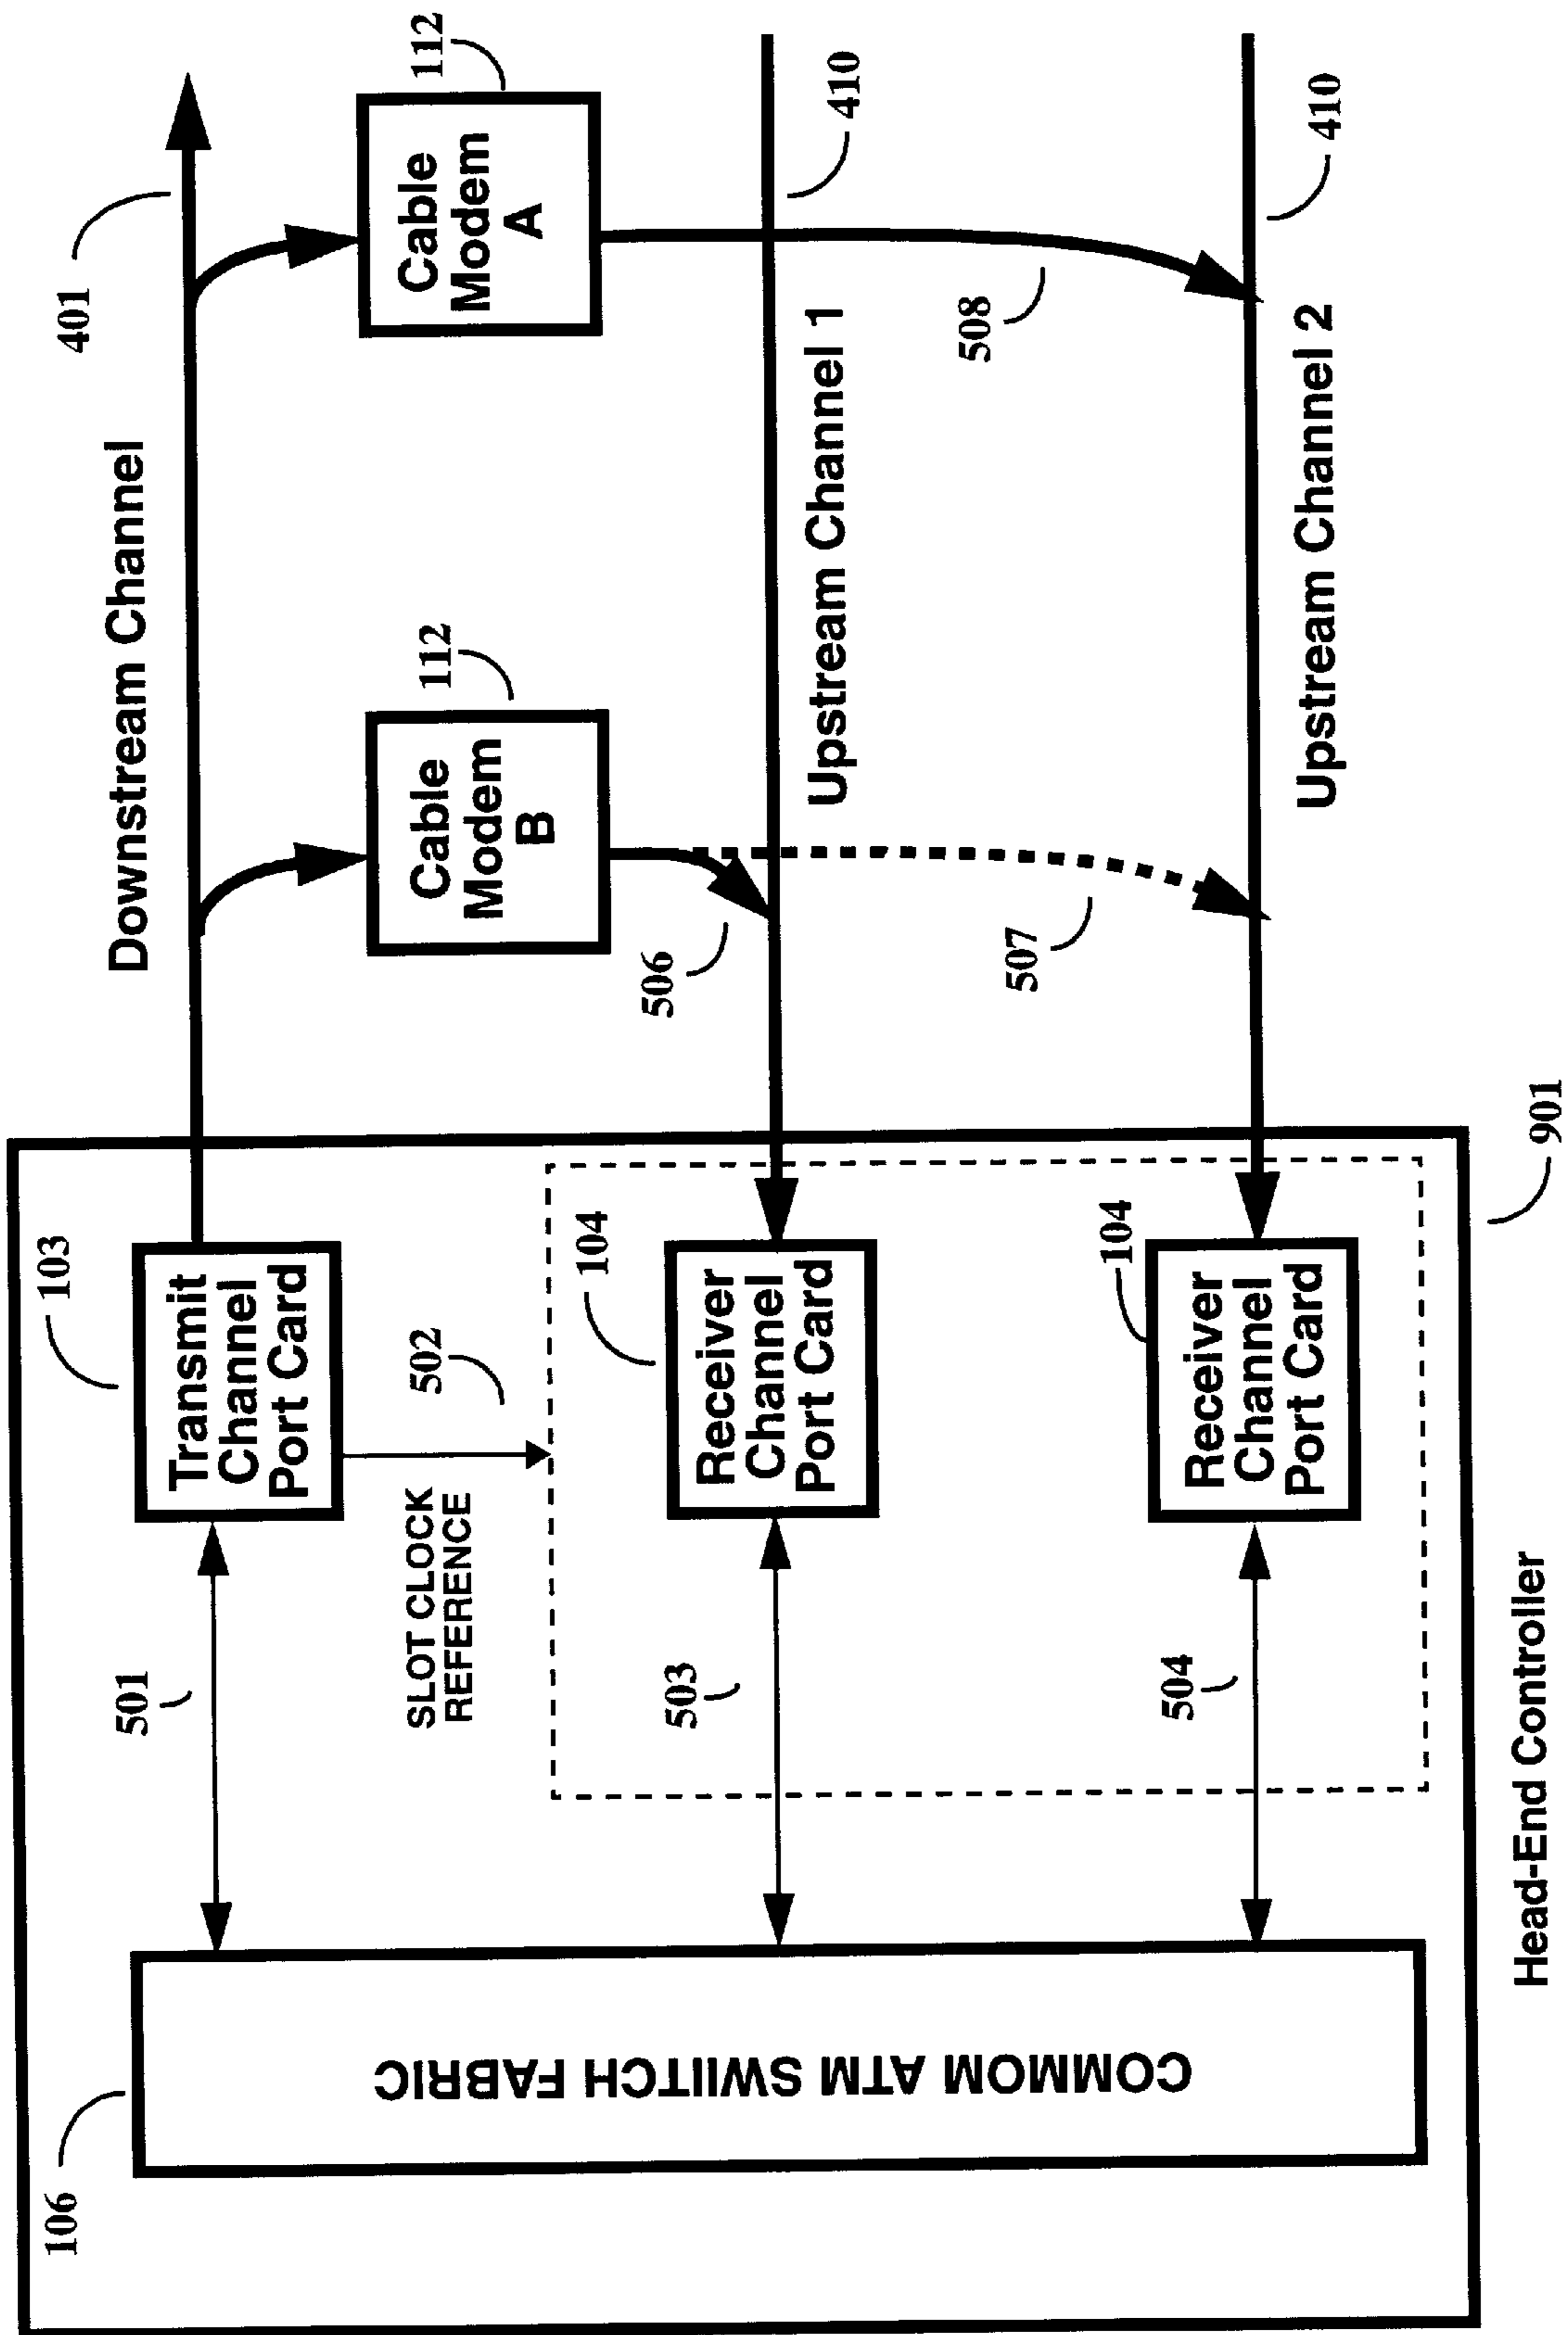 106
COMMOM ATM SWIITCH FABRIC
501
503
504
103
Transmit
Channel
Port Card
SLOT CLOCK
REFERENCE
502
104
Receiver
Channel
Port Card
104
Receiver
Channel
Port Card
Head-End Controller
901
Downstream Channel
401
Cable
Modem
B
112
506
507
Cable
Modem
A
112
508
Upstream Channel 1
410
Upstream Channel 2
410